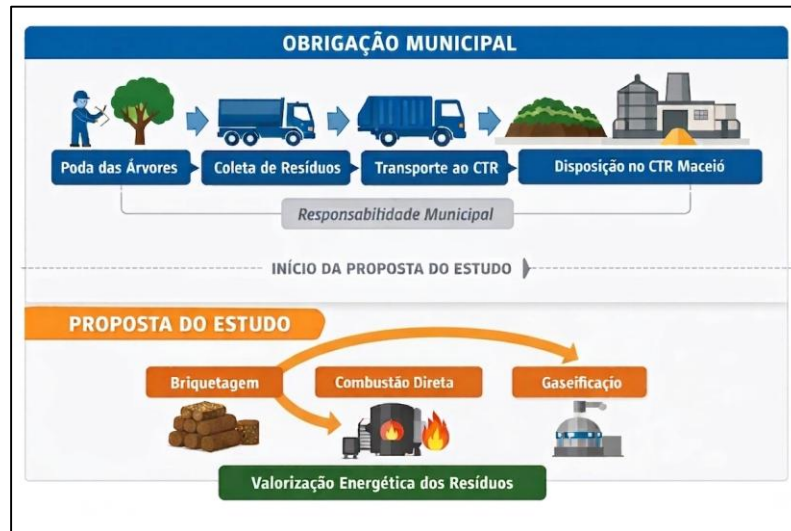 OBRIGAÇÃO MUNICIPAL
Poda das Árvores
Coleta de Resíduos
Transporte ao CTR
Disposição no CTR Maceió
Responsabilidade Municipal
INÍCIO DA PROPOSTA DO ESTUDO
PROPOSTA DO ESTUDO
Briquetagem
Combustão Direta
Gaseificaçio
Valorização Energética dos Resíduos